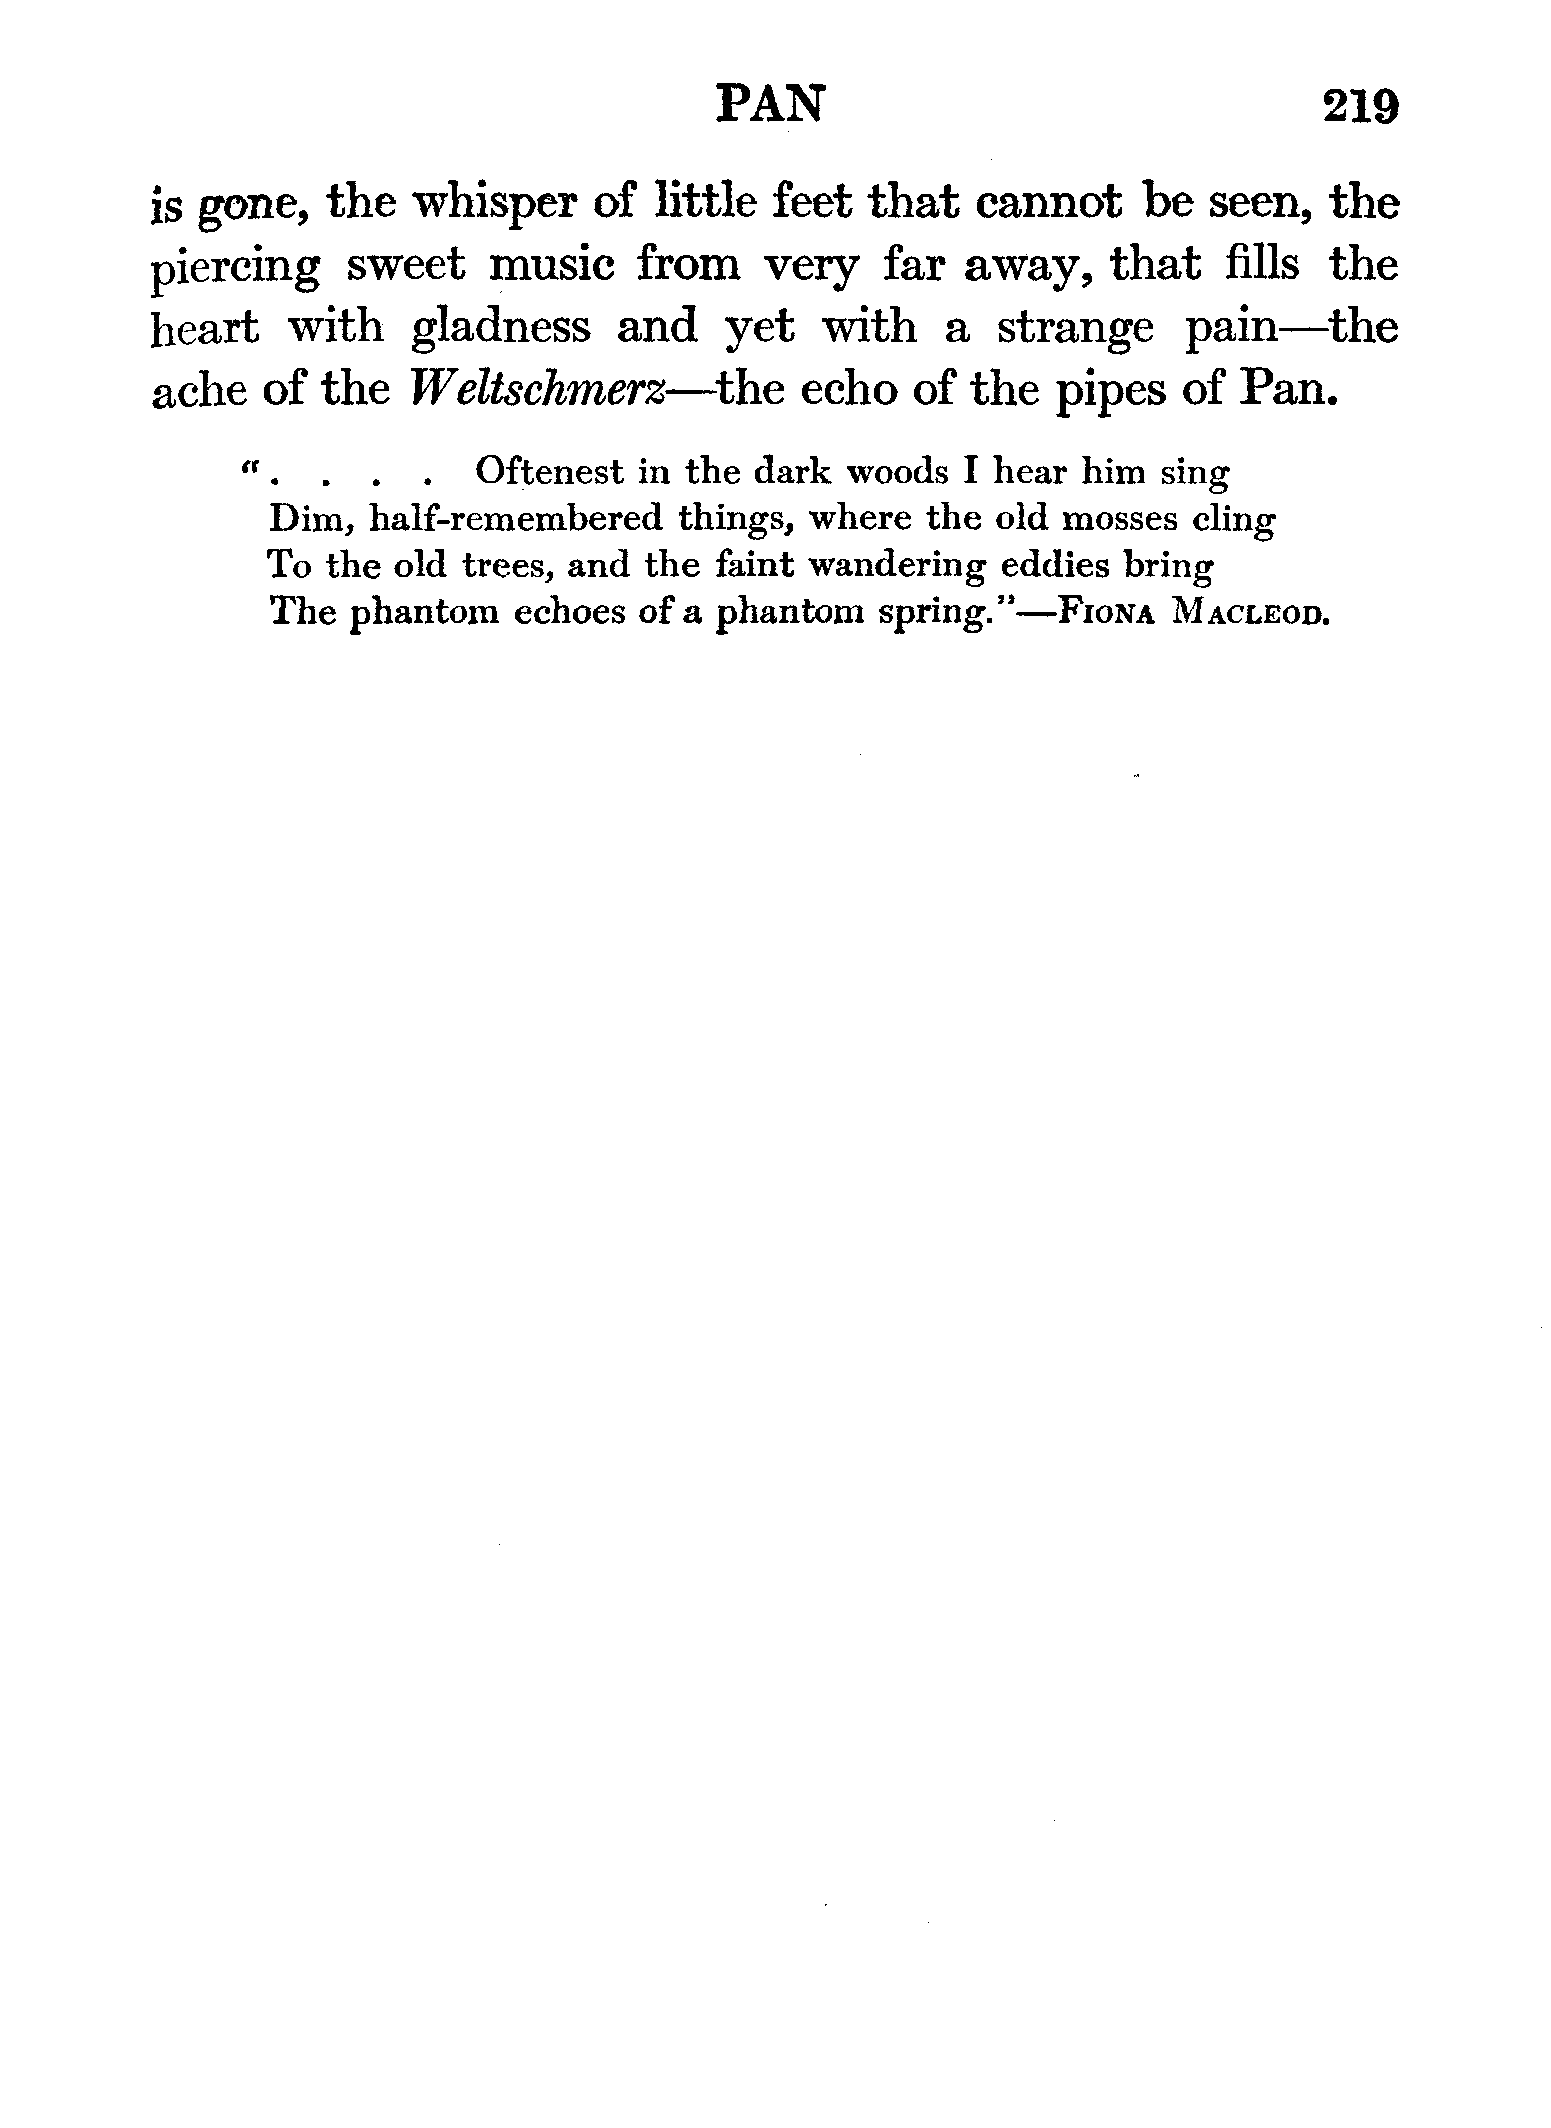 PAN 219
is gone, the whisper of little feet that cannot be seen, the
piercing sweet music from very far away, that fills the
heart with gladness and yet with a strange pain—the
ache of the Weltschmerz—the echo of the pipes of Pan.
“. . . . Oftenest in the dark woods I hear him sing
Dim, half-remembered things, where the old mosses cling
To the old trees, and the faint wandering eddies bring
The phantom echoes of a phantom spring.”—FIONA MACLEOD.